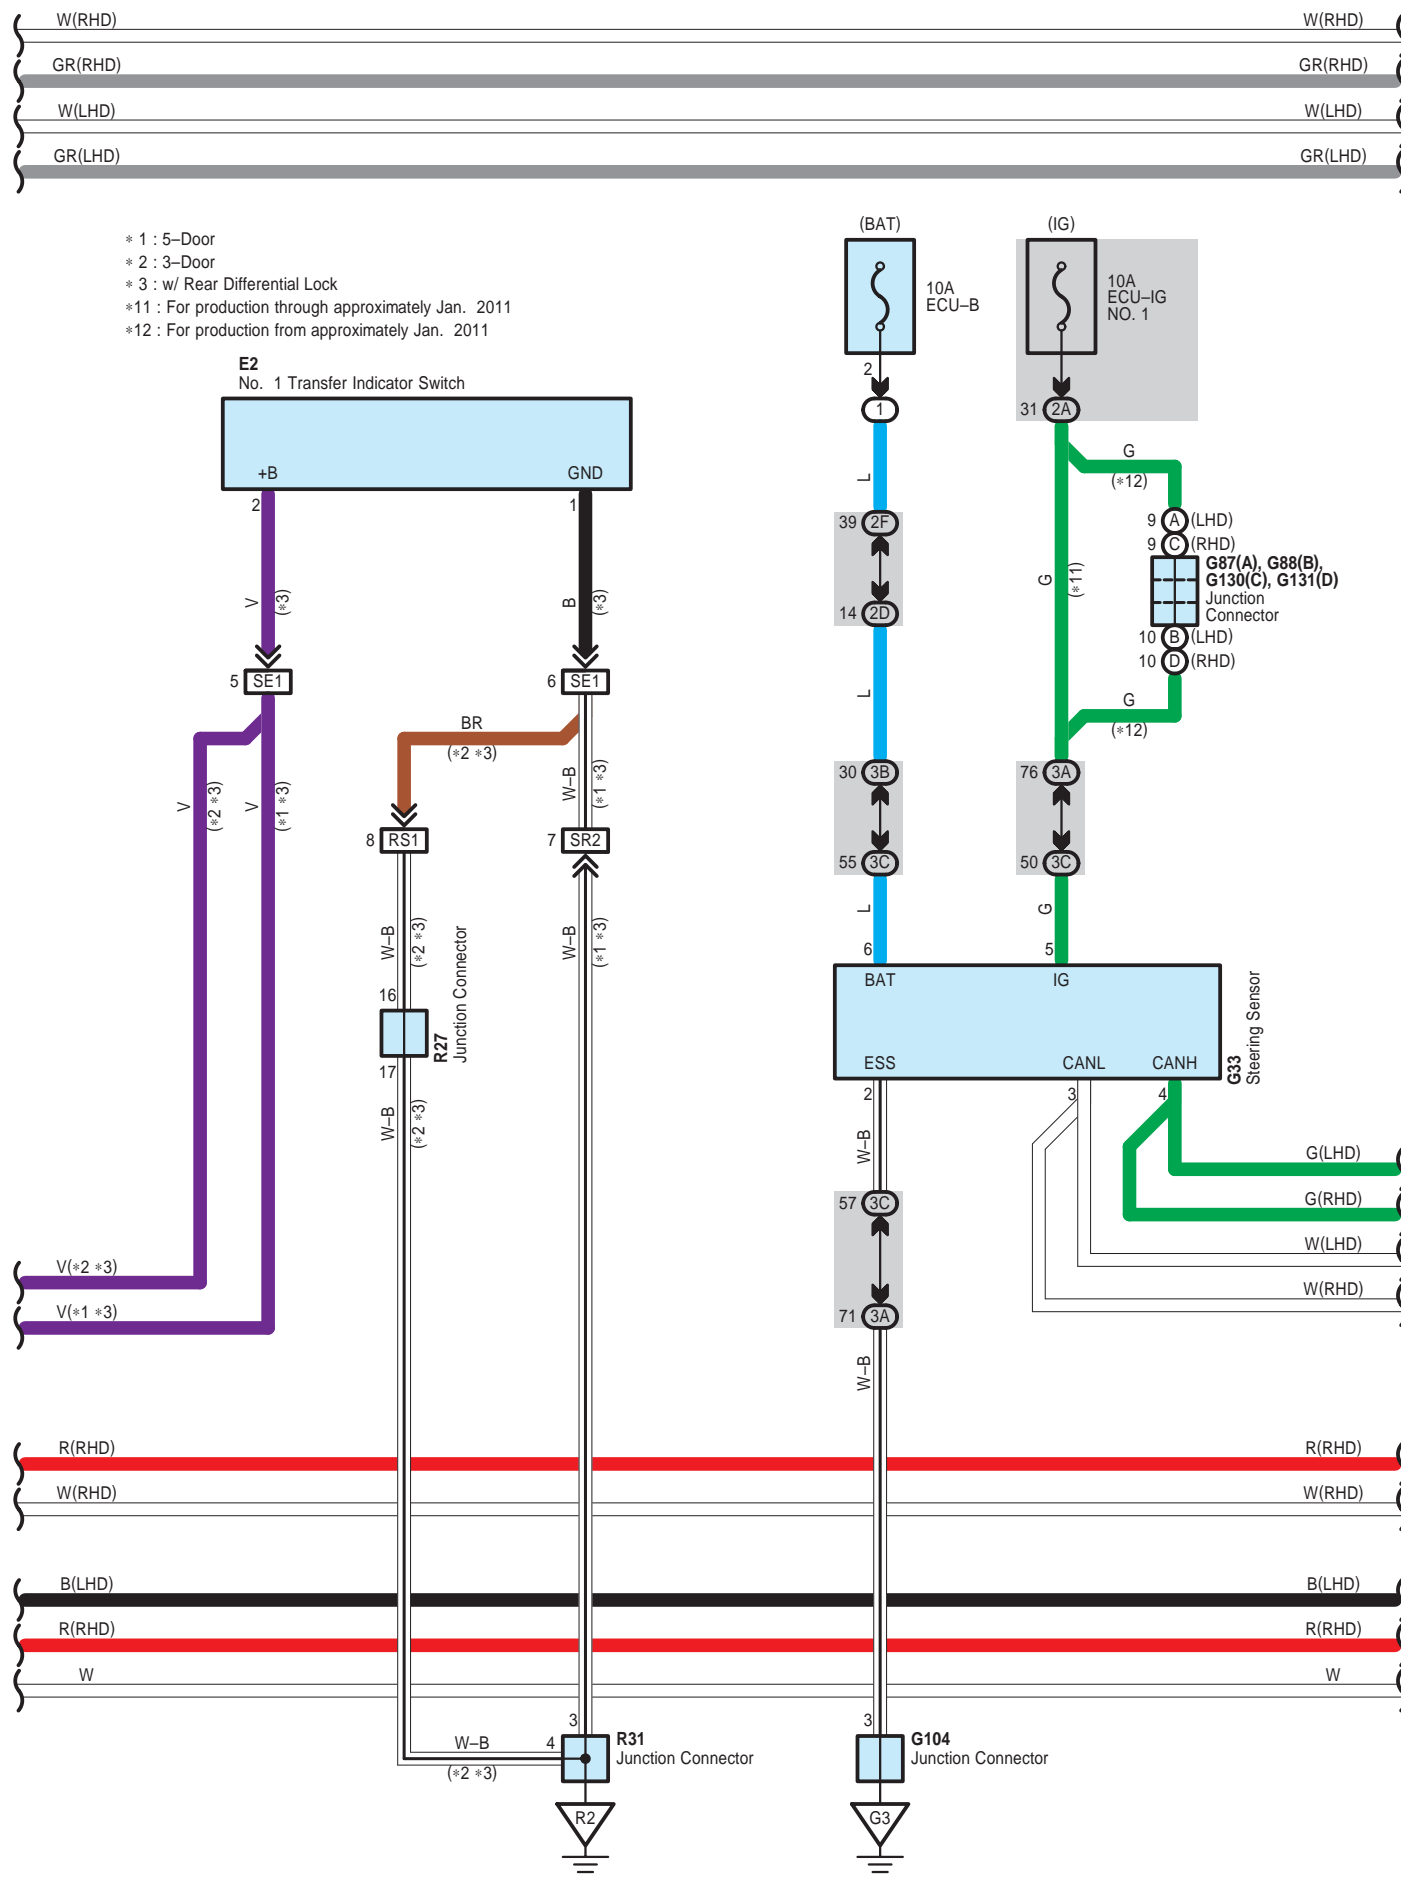 W(RHD) W(RHD)
GR(RHD) GR(RHD)
W(LHD) W(LHD)
GR(LHD) GR(LHD)
∗ 1 : 5–Door
∗ 2 : 3–Door
∗ 3 : w/ Rear Differential Lock
∗11 : For production through approximately Jan. 2011
∗12 : For production from approximately Jan. 2011
E2
No. 1 Transfer Indicator Switch
+B GND
2 1
V (∗3) B (∗3)
5 SE1 6 SE1
BR
(∗2 ∗3)
V (∗2 ∗3) V (∗1 ∗3) W–B (∗1 ∗3)
8 RS1 7 SR2
W–B (∗2 ∗3) W–B (∗1 ∗3)
16
R27
Junction Connector
17
W–B (∗2 ∗3)
(BAT) (IG)
10A
ECU–B
10A
ECU–IG
NO. 1
2
1
31 2A
L
G
(∗12)
39 2F
9 A (LHD)
9 C (RHD)
G87(A), G88(B),
G130(C), G131(D)
Junction
Connector
G (∗11)
14 2D
10 B (LHD)
10 D (RHD)
L
G
(∗12)
30 3B 76 3A
55 3C 50 3C
L G
6 5
BAT IG
G33
Steering Sensor
ESS CANL CANH
2 3 4
W–B
G(LHD)
57 3C G(RHD)
W(LHD)
V(∗2 ∗3) W(RHD)
V(∗1 ∗3) 71 3A
W–B
R(RHD) R(RHD)
W(RHD) W(RHD)
B(LHD) B(LHD)
R(RHD) R(RHD)
W W
3 3
W–B
(∗2 ∗3)
4
R31
Junction Connector
G104
Junction Connector
R2 G3